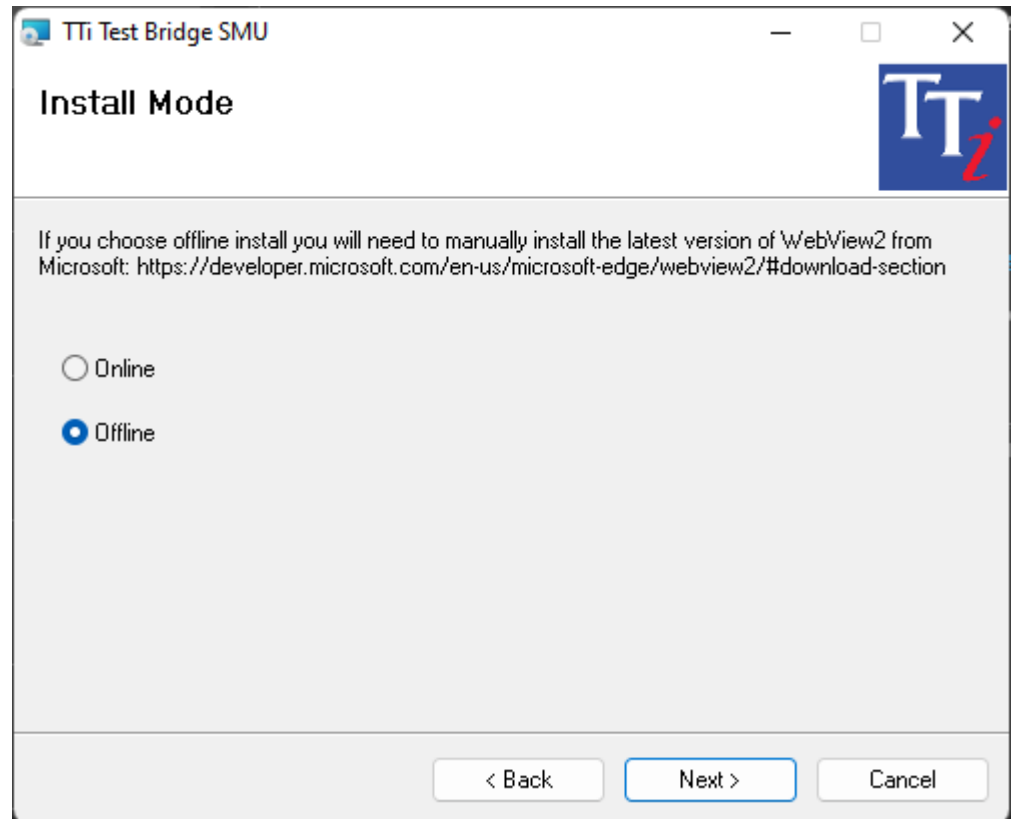 TTi Test Bridge SMU
Install Mode
TTi
If you choose offline install you will need to manually install the latest version of WebView2 from
Microsoft: https://developer.microsoft.com/en-us/microsoft-edge/webview2/#download-section
Online
Offline
< Back
Next >
Cancel